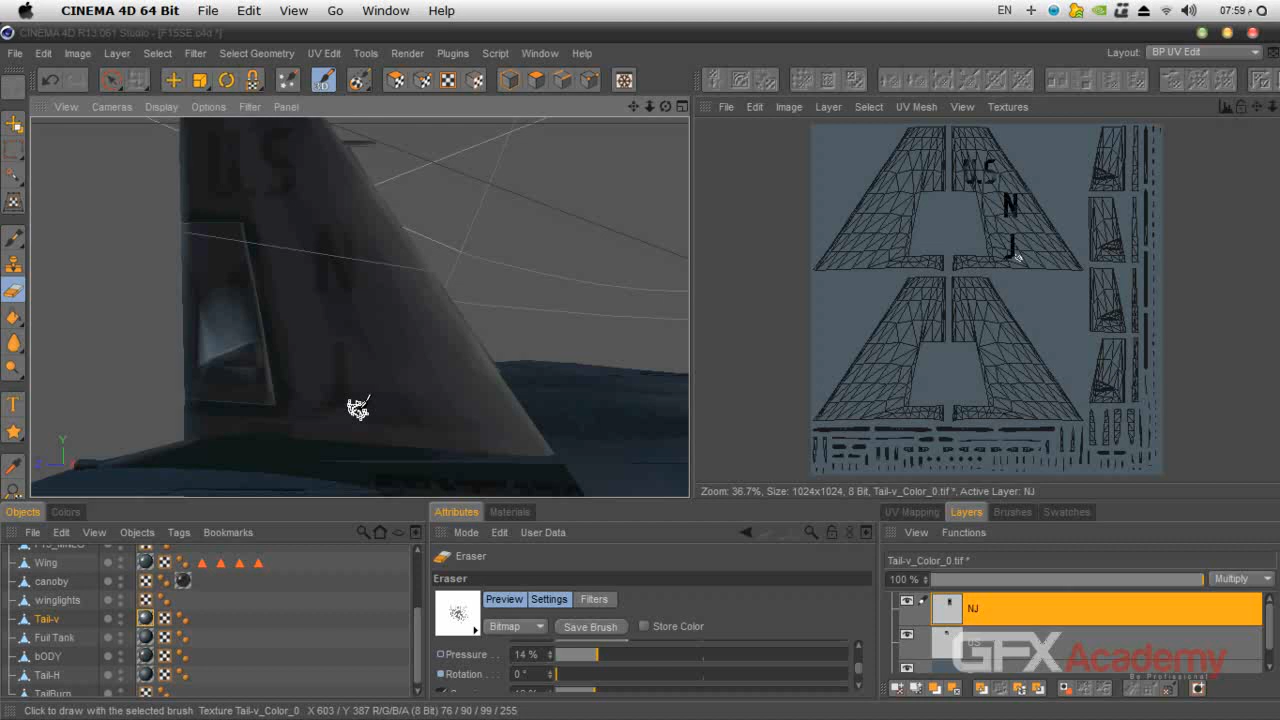 CINEMA 4D 64 Bit File Edit View Go Window Help EN 07:59
CINEMA 4D R13.061 Studio - [F15SE.c4d *]
File Edit Image Layer Select Filter Select Geometry UV Edit Tools Render Plugins Script Window Help Layout: BP UV Edit
3D
View Cameras Display Options Filter Panel
File Edit Image Layer Select UV Mesh View Textures
U.S
N
J
U.S
N
J
Y
T
Zoom: 36.7%, Size: 1024x1024, 8 Bit, Tail-v_Color_0.tif *, Active Layer: NJ
Objects Colors
Attributes Materials
UV Mapping Layers Brushes Swatches
File Edit View Objects Tags Bookmarks
Mode Edit User Data
View Functions
Wing
canoby
winglights
Tail-v
Fuil Tank
bODY
Tail-H
TailBurn
Eraser
Eraser
Preview Settings Filters
Bitmap Save Brush Store Color
Pressure . . 14 %
Rotation . . 0 °
Tail-v_Color_0.tif *
100 % Multiply
NJ
GFX Academy
Be Professional
Click to draw with the selected brush Texture Tail-v_Color_0 X 603 / Y 387 R/G/B/A (8 Bit) 76 / 90 / 99 / 255